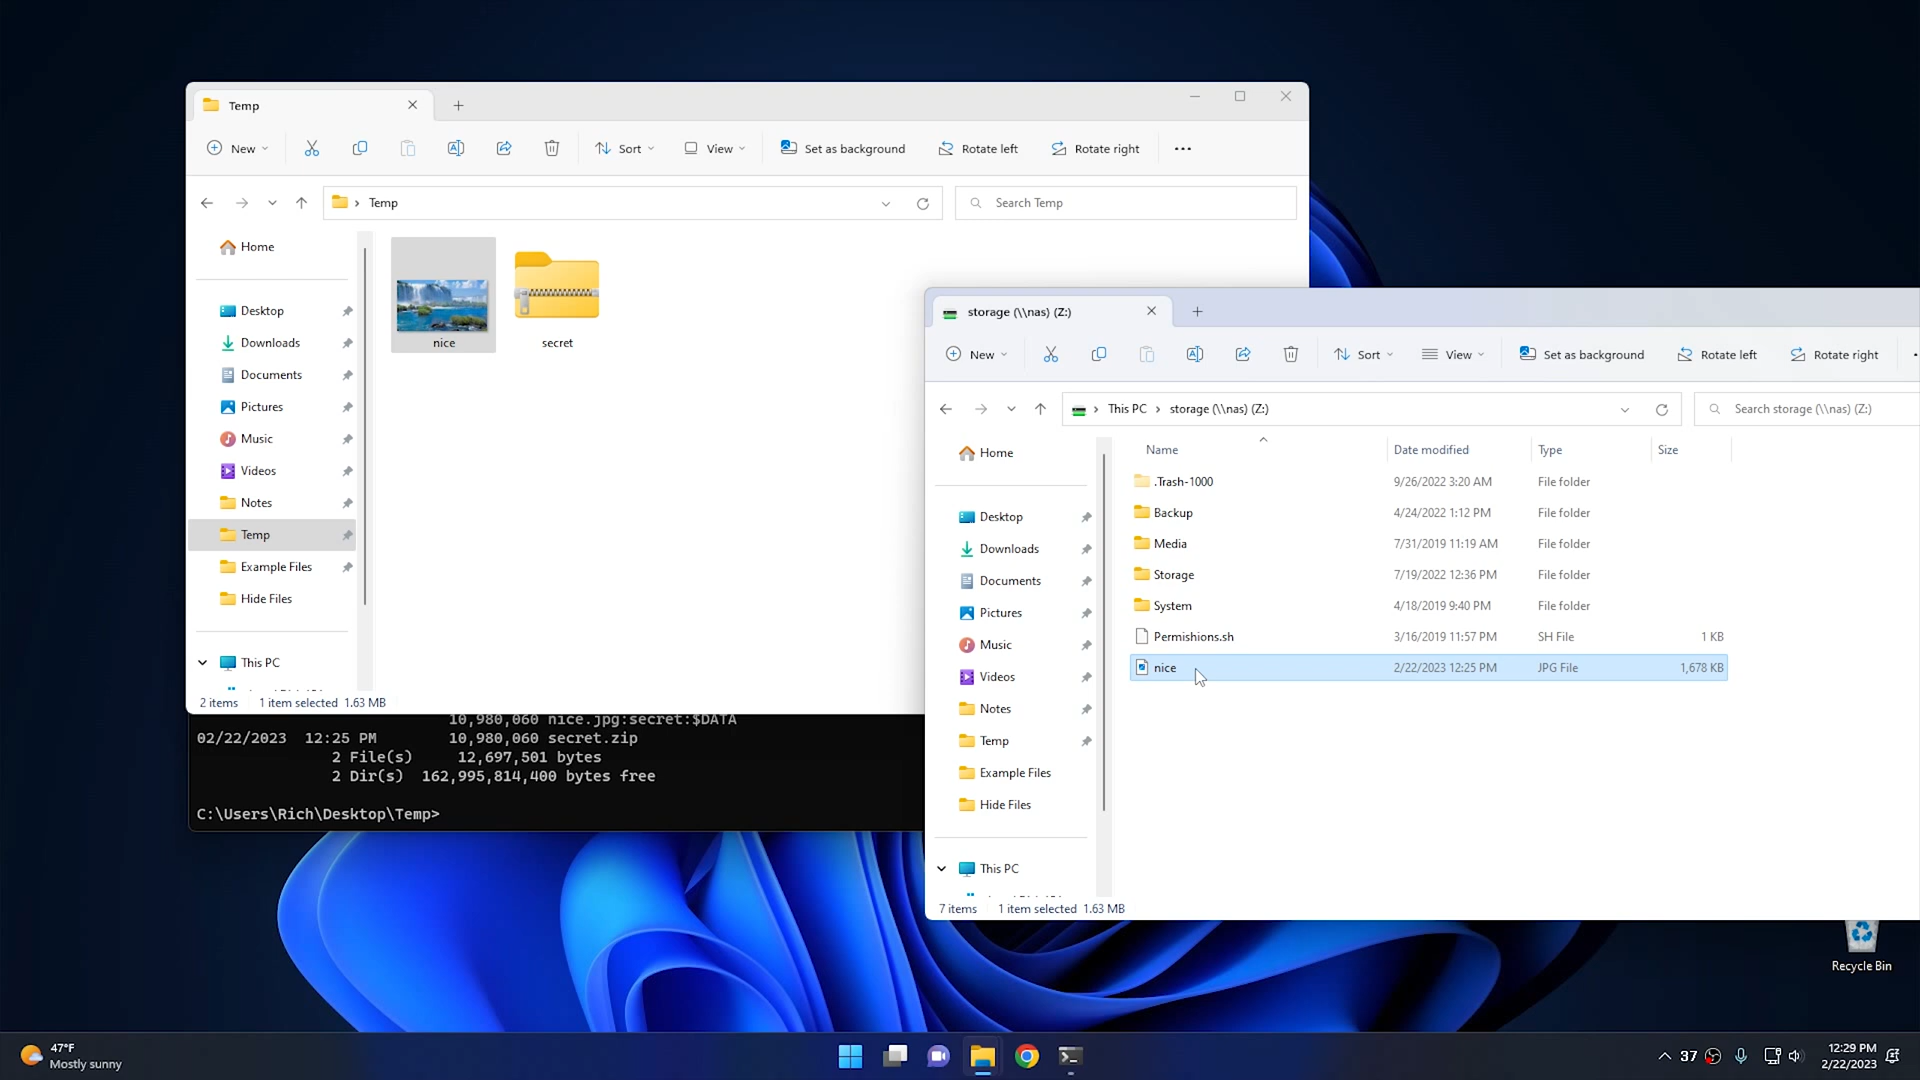 Temp
New
Sort
View
Set as background
Rotate left
Rotate right
Temp
Search Temp
Home
Desktop
Downloads
Documents
Pictures
Music
Videos
Notes
Temp
Example Files
Hide Files
This PC
nice
secret
2 items 1 item selected 1.63 MB
10,980,060 nice.jpg:secret:$DATA
02/22/2023 12:25 PM 10,980,060 secret.zip
2 File(s) 12,697,501 bytes
2 Dir(s) 162,995,814,400 bytes free
C:\Users\Rich\Desktop\Temp>
storage (\\nas) (Z:)
New
Sort
View
Set as background
Rotate left
Rotate right
This PC > storage (\\nas) (Z:)
Search storage (\\nas) (Z:)
Home
Desktop
Downloads
Documents
Pictures
Music
Videos
Notes
Temp
Example Files
Hide Files
This PC
Name Date modified Type Size
.Trash-1000 9/26/2022 3:20 AM File folder
Backup 4/24/2022 1:12 PM File folder
Media 7/31/2019 11:19 AM File folder
Storage 7/19/2022 12:36 PM File folder
System 4/18/2019 9:40 PM File folder
Permishions.sh 3/16/2019 11:57 PM SH File 1 KB
nice 2/22/2023 12:25 PM JPG File 1,678 KB
7 items 1 item selected 1.63 MB
Recycle Bin
47°F
Mostly sunny
37
12:29 PM
2/22/2023